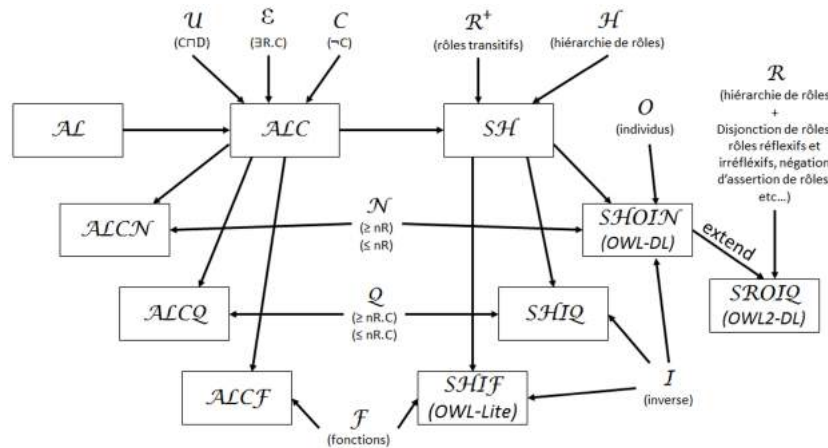 U
(C⊓D)
ℰ
(∃R.C)
C
(¬C)
R⁺
(rôles transitifs)
H
(hiérarchie de rôles)
R
(hiérarchie de rôles
+
Disjonction de rôles
rôles réflexifs et
irréfléxifs, négation
d'assertion de rôles
etc...)
O
(individus)
AL
ALC
SH
ALCN
N
(≥ nR)
(≤ nR)
SHOIN
(OWL-DL)
extend
ALCQ
Q
(≥ nR.C)
(≤ nR.C)
SHIQ
SROIQ
(OWL2-DL)
ALCF
F
(fonctions)
SHIF
(OWL-Lite)
I
(inverse)